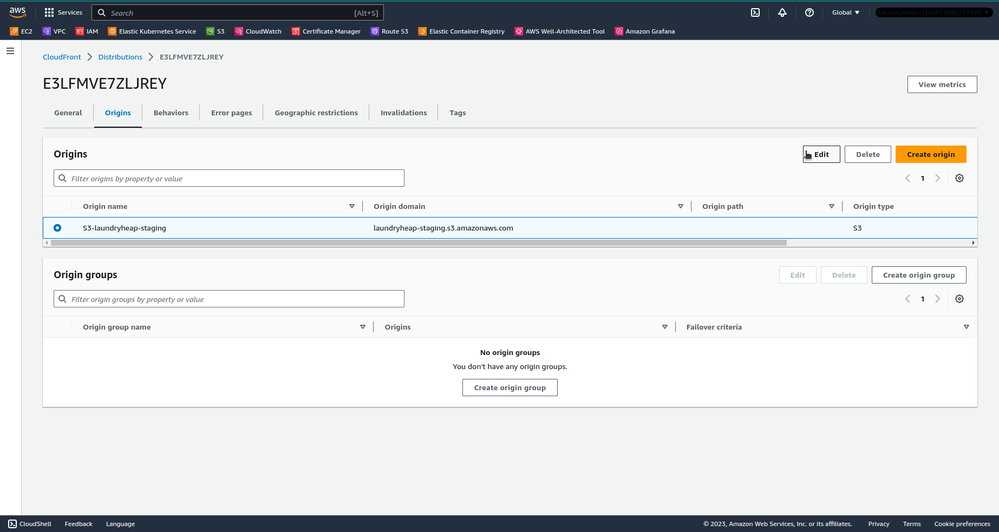 aws Services Search [Alt+S] Global
EC2 VPC IAM Elastic Kubernetes Service S3 CloudWatch Certificate Manager Route 53 Elastic Container Registry AWS Well-Architected Tool Amazon Grafana
CloudFront Distributions E3LFMVE7ZLJREY
E3LFMVE7ZLJREY
View metrics
General Origins Behaviors Error pages Geographic restrictions Invalidations Tags
Origins Edit Delete Create origin
Filter origins by property or value 1
Origin name Origin domain Origin path Origin type
S3-laundryheap-staging laundryheap-staging.s3.amazonaws.com S3
Origin groups Edit Delete Create origin group
Filter origin groups by property or value 1
Origin group name Origins Failover criteria
No origin groups
You don't have any origin groups.
Create origin group
CloudShell Feedback Language © 2023, Amazon Web Services, Inc. or its affiliates. Privacy Terms Cookie preferences